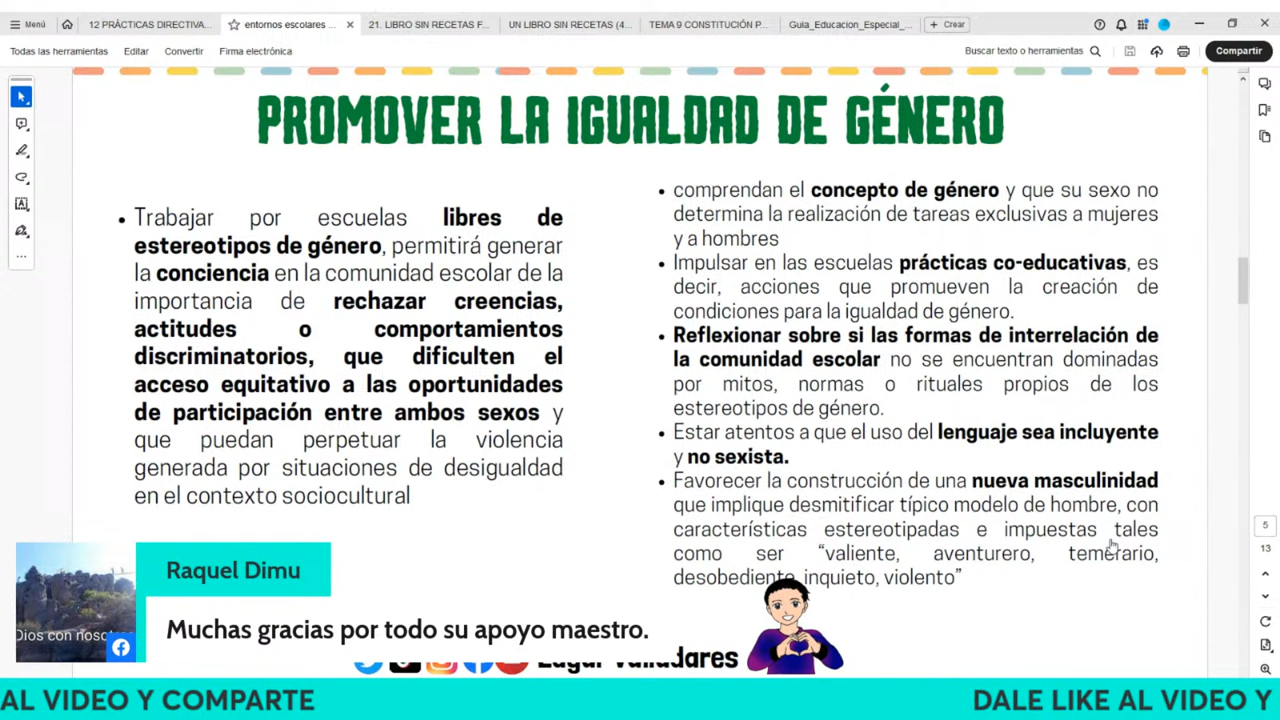 Menú
12 PRÁCTICAS DIRECTIVA...
entornos escolares ...
21. LIBRO SIN RECETAS F...
UN LIBRO SIN RECETAS (4...
TEMA 9 CONSTITUCIÓN P...
Guia_Educacion_Especial_...
+ Crear
Todas las herramientas
Editar
Convertir
Firma electrónica
Buscar texto o herramientas
Compartir
PROMOVER LA IGUALDAD DE GÉNERO
• Trabajar por escuelas libres de
estereotipos de género, permitirá generar
la conciencia en la comunidad escolar de la
importancia de rechazar creencias,
actitudes o comportamientos
discriminatorios, que dificulten el
acceso equitativo a las oportunidades
de participación entre ambos sexos y
que puedan perpetuar la violencia
generada por situaciones de desigualdad
en el contexto sociocultural
• comprendan el concepto de género y que su sexo no
determina la realización de tareas exclusivas a mujeres
y a hombres
• Impulsar en las escuelas prácticas co-educativas, es
decir, acciones que promueven la creación de
condiciones para la igualdad de género.
• Reflexionar sobre si las formas de interrelación de
la comunidad escolar no se encuentran dominadas
por mitos, normas o rituales propios de los
estereotipos de género.
• Estar atentos a que el uso del lenguaje sea incluyente
y no sexista.
• Favorecer la construcción de una nueva masculinidad
que implique desmitificar típico modelo de hombre, con
características estereotipadas e impuestas tales
como ser “valiente, aventurero, temerario,
desobediente, inquieto, violento”
5
13
Dios con nosotr
Raquel Dimu
Muchas gracias por todo su apoyo maestro.
Edgar Valladares
AL VIDEO Y COMPARTE
DALE LIKE AL VIDEO Y